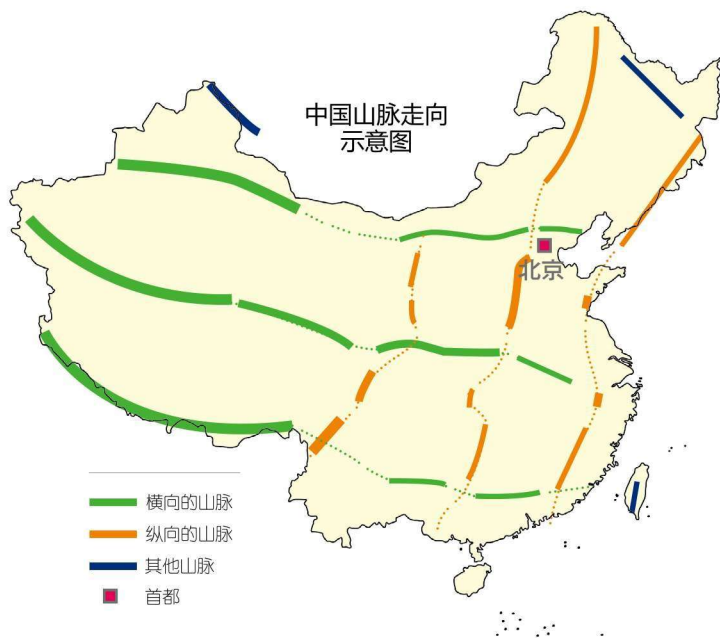 中国山脉走向
示意图
北京
横向的山脉
纵向的山脉
其他山脉
首都